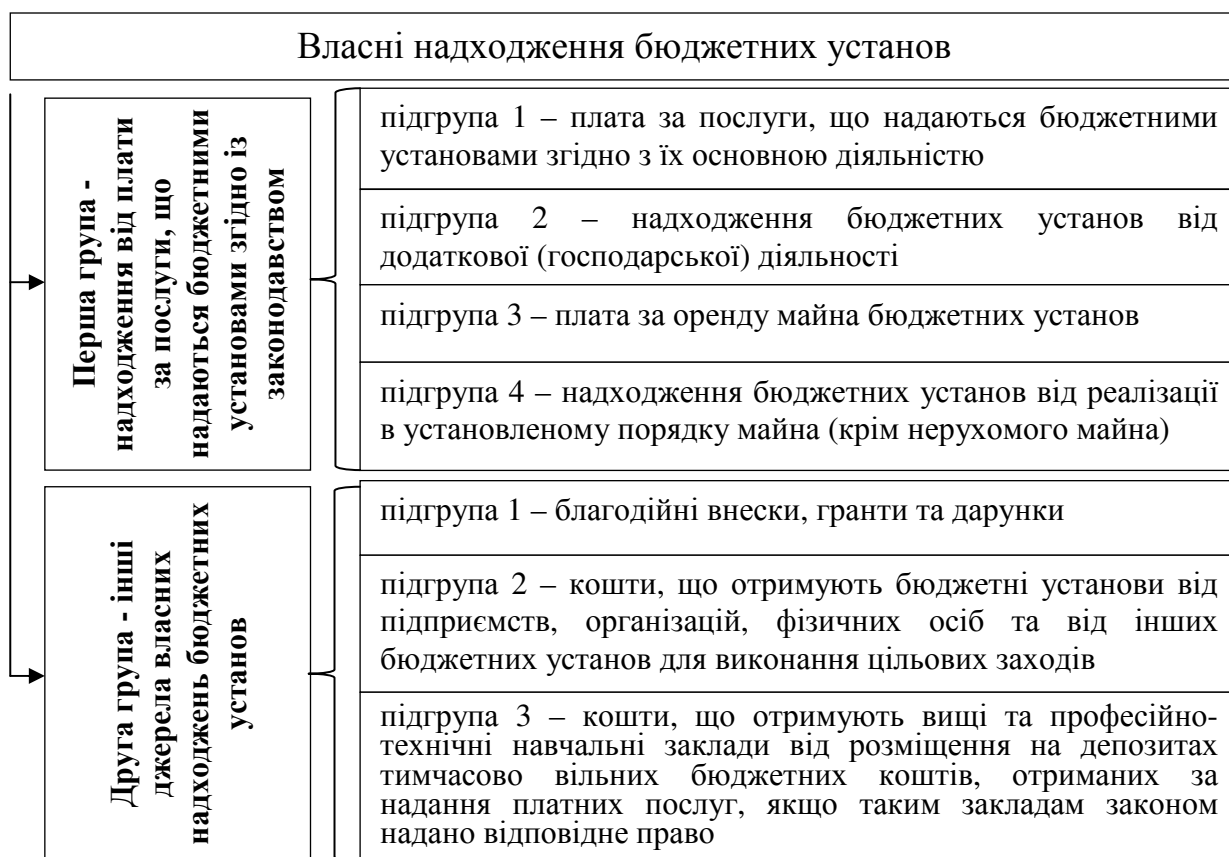 Власні надходження бюджетних установ
Перша група -
надходження від плати
за послуги, що
надаються бюджетними
установами згідно із
законодавством
підгрупа 1 – плата за послуги, що надаються бюджетними
установами згідно з їх основною діяльністю
підгрупа 2 – надходження бюджетних установ від
додаткової (господарської) діяльності
підгрупа 3 – плата за оренду майна бюджетних установ
підгрупа 4 – надходження бюджетних установ від реалізації
в установленому порядку майна (крім нерухомого майна)
Друга група - інші
джерела власних
надходжень бюджетних
установ
підгрупа 1 – благодійні внески, гранти та дарунки
підгрупа 2 – кошти, що отримують бюджетні установи від
підприємств, організацій, фізичних осіб та від інших
бюджетних установ для виконання цільових заходів
підгрупа 3 – кошти, що отримують вищі та професійно-
технічні навчальні заклади від розміщення на депозитах
тимчасово вільних бюджетних коштів, отриманих за
надання платних послуг, якщо таким закладам законом
надано відповідне право